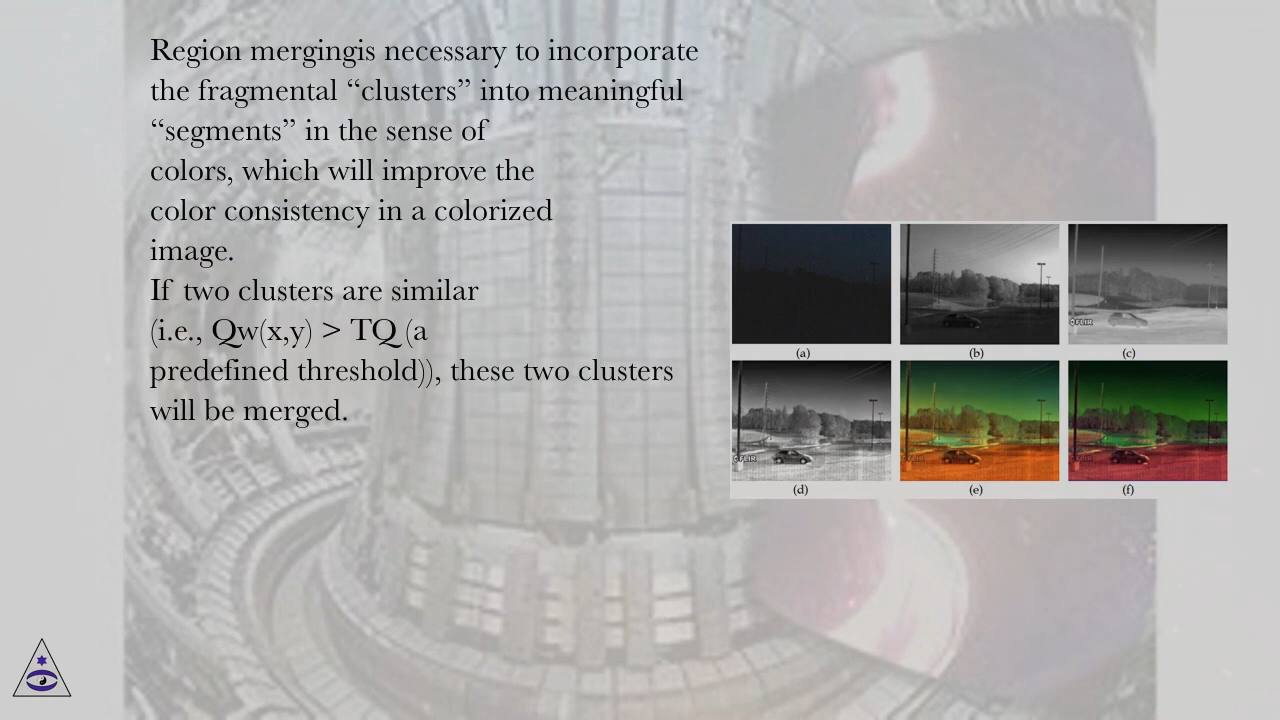 Region mergingis necessary to incorporate
the fragmental “clusters” into meaningful
“segments” in the sense of
colors, which will improve the
color consistency in a colorized
image.
If two clusters are similar
(i.e., Qw(x,y) > TQ (a
predefined threshold)), these two clusters
will be merged.
(a)
(b)
FLIR
(c)
FLIR
(d)
(e)
(f)